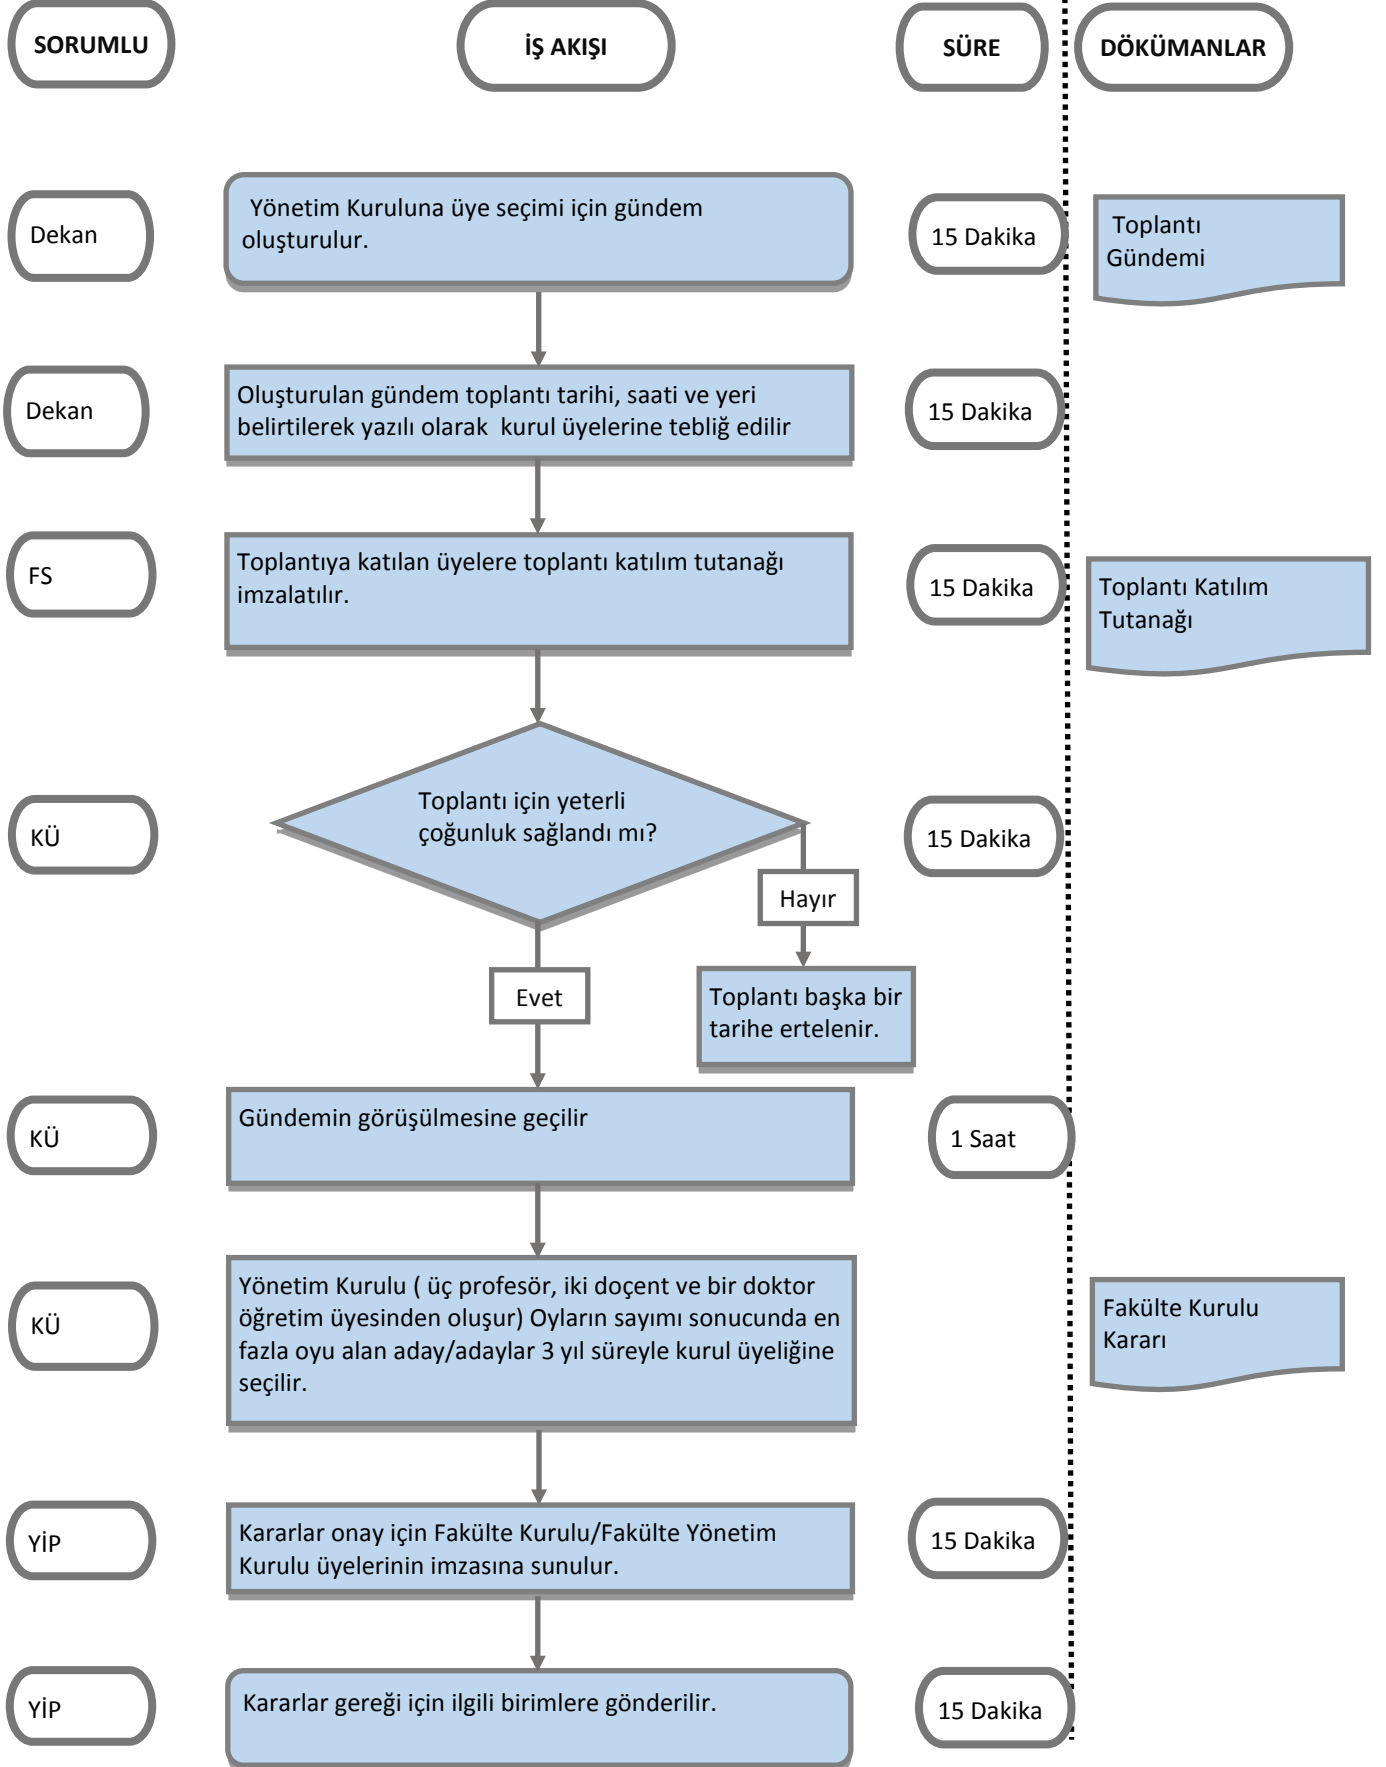 SORUMLU
İŞ AKIŞI
SÜRE
DÖKÜMANLAR
Dekan
Yönetim Kuruluna üye seçimi için gündem
oluşturulur.
15 Dakika
Toplantı
Gündemi
Dekan
Oluşturulan gündem toplantı tarihi, saati ve yeri
belirtilerek yazılı olarak  kurul üyelerine tebliğ edilir
15 Dakika
FS
Toplantıya katılan üyelere toplantı katılım tutanağı
imzalatılır.
15 Dakika
Toplantı Katılım
Tutanağı
KÜ
Toplantı için yeterli
çoğunluk sağlandı mı?
15 Dakika
Hayır
Evet
Toplantı başka bir
tarihe ertelenir.
KÜ
Gündemin görüşülmesine geçilir
1 Saat
KÜ
Yönetim Kurulu ( üç profesör, iki doçent ve bir doktor
öğretim üyesinden oluşur) Oyların sayımı sonucunda en
fazla oyu alan aday/adaylar 3 yıl süreyle kurul üyeliğine
seçilir.
Fakülte Kurulu
Kararı
YİP
Kararlar onay için Fakülte Kurulu/Fakülte Yönetim
Kurulu üyelerinin imzasına sunulur.
15 Dakika
YİP
Kararlar gereği için ilgili birimlere gönderilir.
15 Dakika